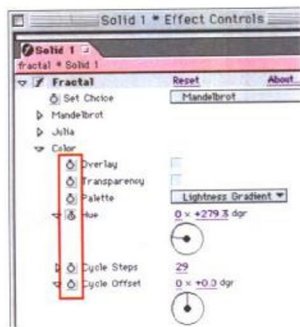 Solid 1 * Effect Controls
Solid 1
fractal * Solid 1
Fractal Reset About
Set Choice Mandelbrot
Mandelbrot
Julia
Color
Overlay
Transparency
Palette Lightness Gradient
Hue 0 x +279.3 dgr
Cycle Steps 29
Cycle Offset 0 x +0.0 dgr